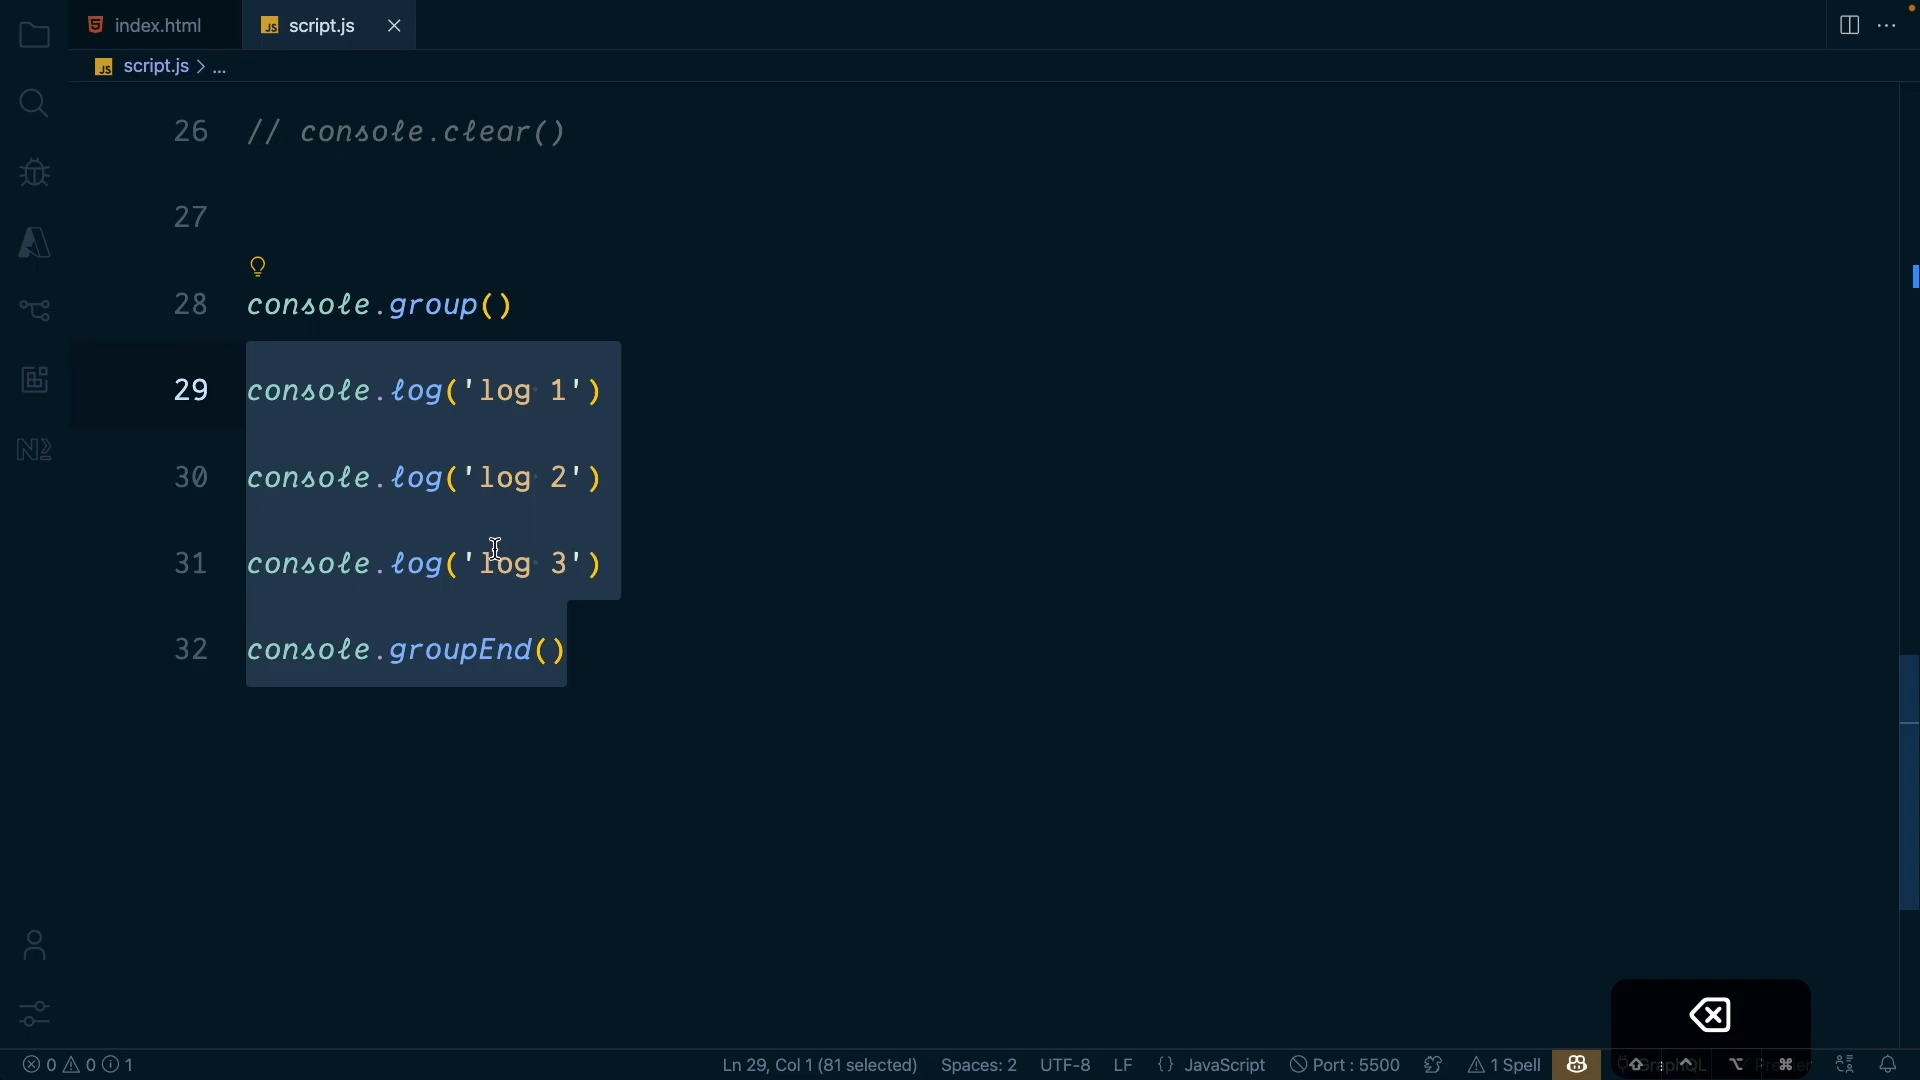 index.html
script.js
script.js > ...
26 // console.clear()
27
28 console.group()
29 console.log('log 1')
30 console.log('log 2')
31 console.log('log 3')
32 console.groupEnd()
0 0 1 Ln 29, Col 1 (81 selected) Spaces: 2 UTF-8 LF {} JavaScript Port : 5500 1 Spell GraphQL